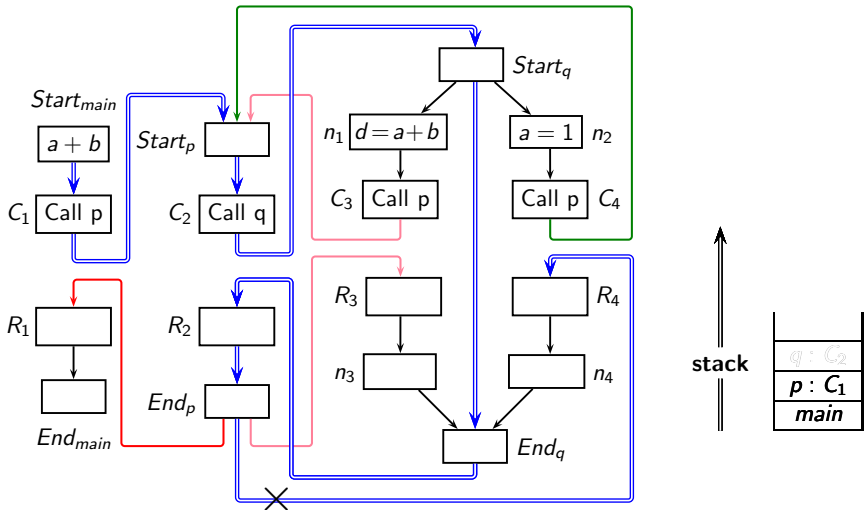 Start_q
Start_main
n_1 d = a + b
a = 1 n_2
a + b
Start_p
C_1 Call p
C_2 Call q
C_3 Call p
Call p C_4
R_1
R_2
R_3
R_4
q : C_2
stack
n_3
n_4
p : C_1
End_p
main
End_main
End_q